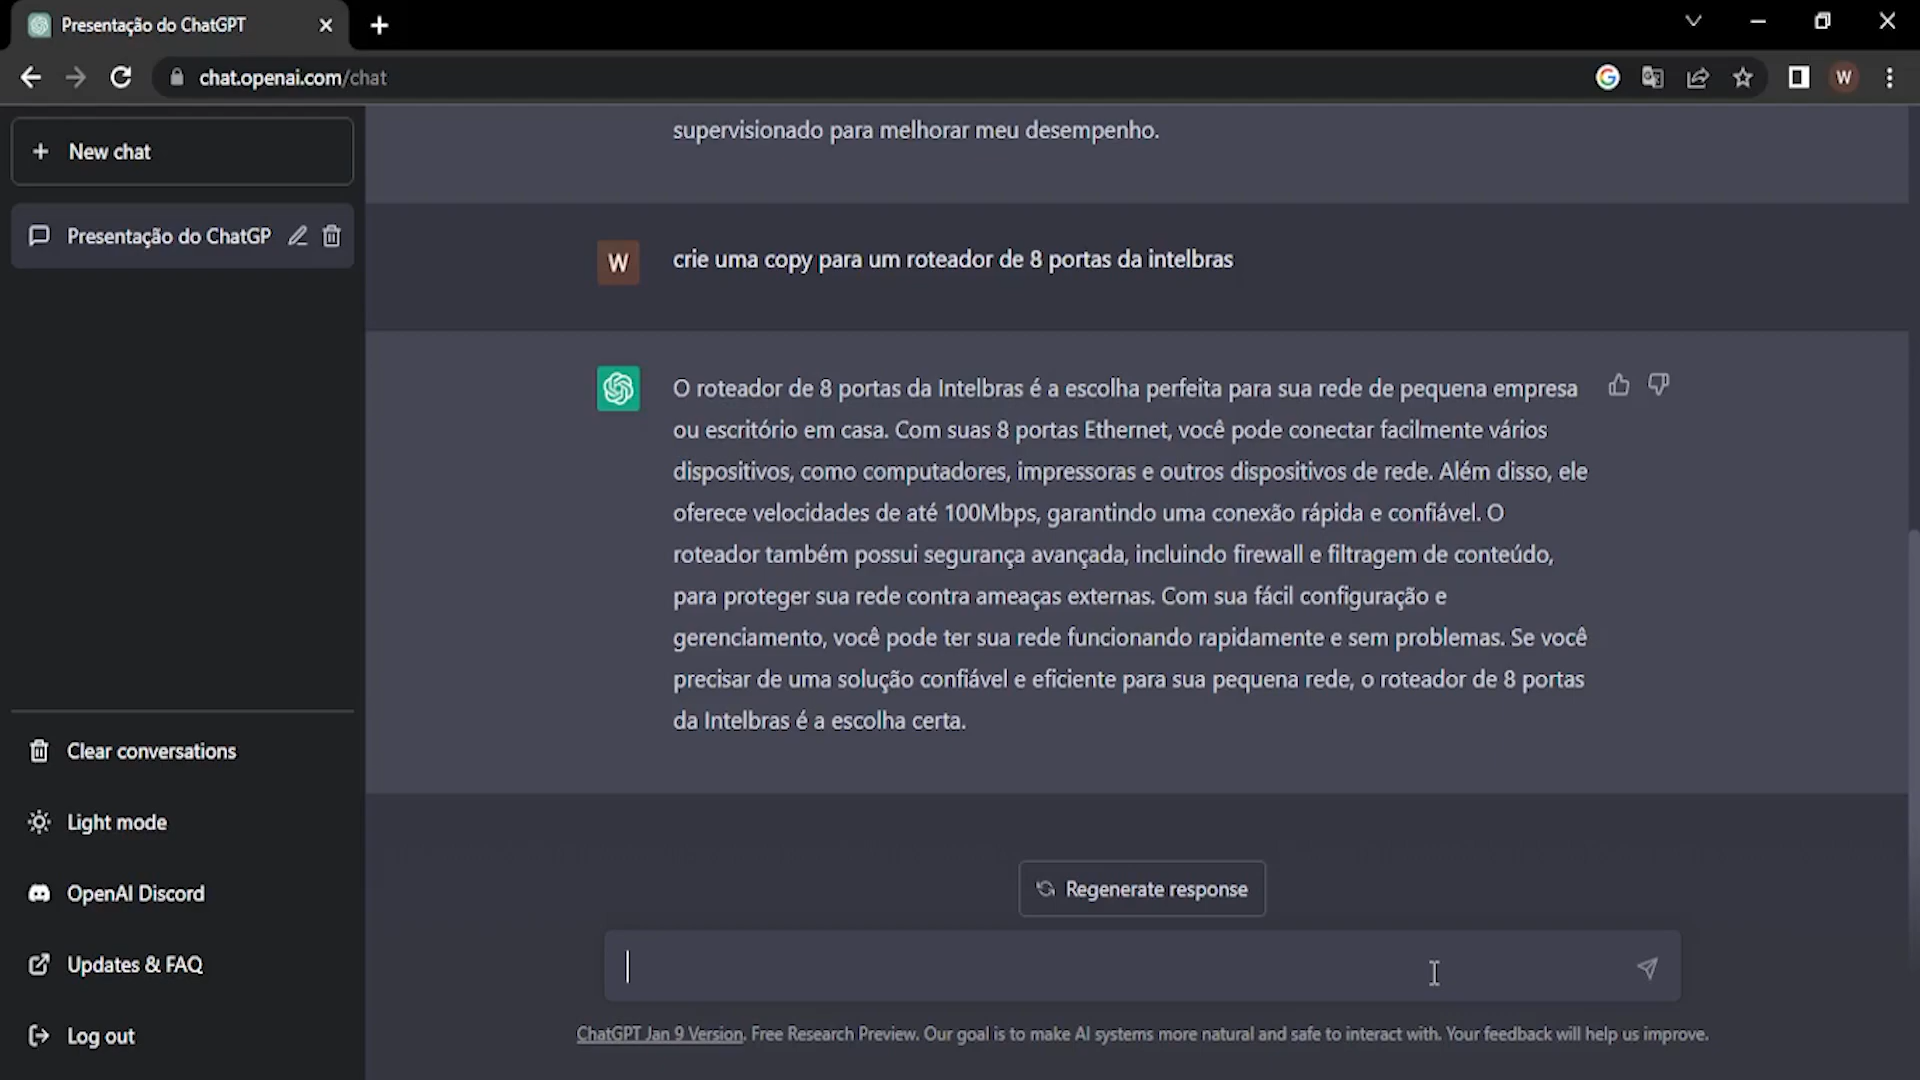 Presentação do ChatGPT
chat.openai.com/chat
W
New chat
Presentação do ChatGP
Clear conversations
Light mode
OpenAI Discord
Updates & FAQ
Log out
supervisionado para melhorar meu desempenho.
W
crie uma copy para um roteador de 8 portas da intelbras
O roteador de 8 portas da Intelbras é a escolha perfeita para sua rede de pequena empresa
ou escritório em casa. Com suas 8 portas Ethernet, você pode conectar facilmente vários
dispositivos, como computadores, impressoras e outros dispositivos de rede. Além disso, ele
oferece velocidades de até 100Mbps, garantindo uma conexão rápida e confiável. O
roteador também possui segurança avançada, incluindo firewall e filtragem de conteúdo,
para proteger sua rede contra ameaças externas. Com sua fácil configuração e
gerenciamento, você pode ter sua rede funcionando rapidamente e sem problemas. Se você
precisar de uma solução confiável e eficiente para sua pequena rede, o roteador de 8 portas
da Intelbras é a escolha certa.
Regenerate response
ChatGPT Jan 9 Version. Free Research Preview. Our goal is to make AI systems more natural and safe to interact with. Your feedback will help us improve.